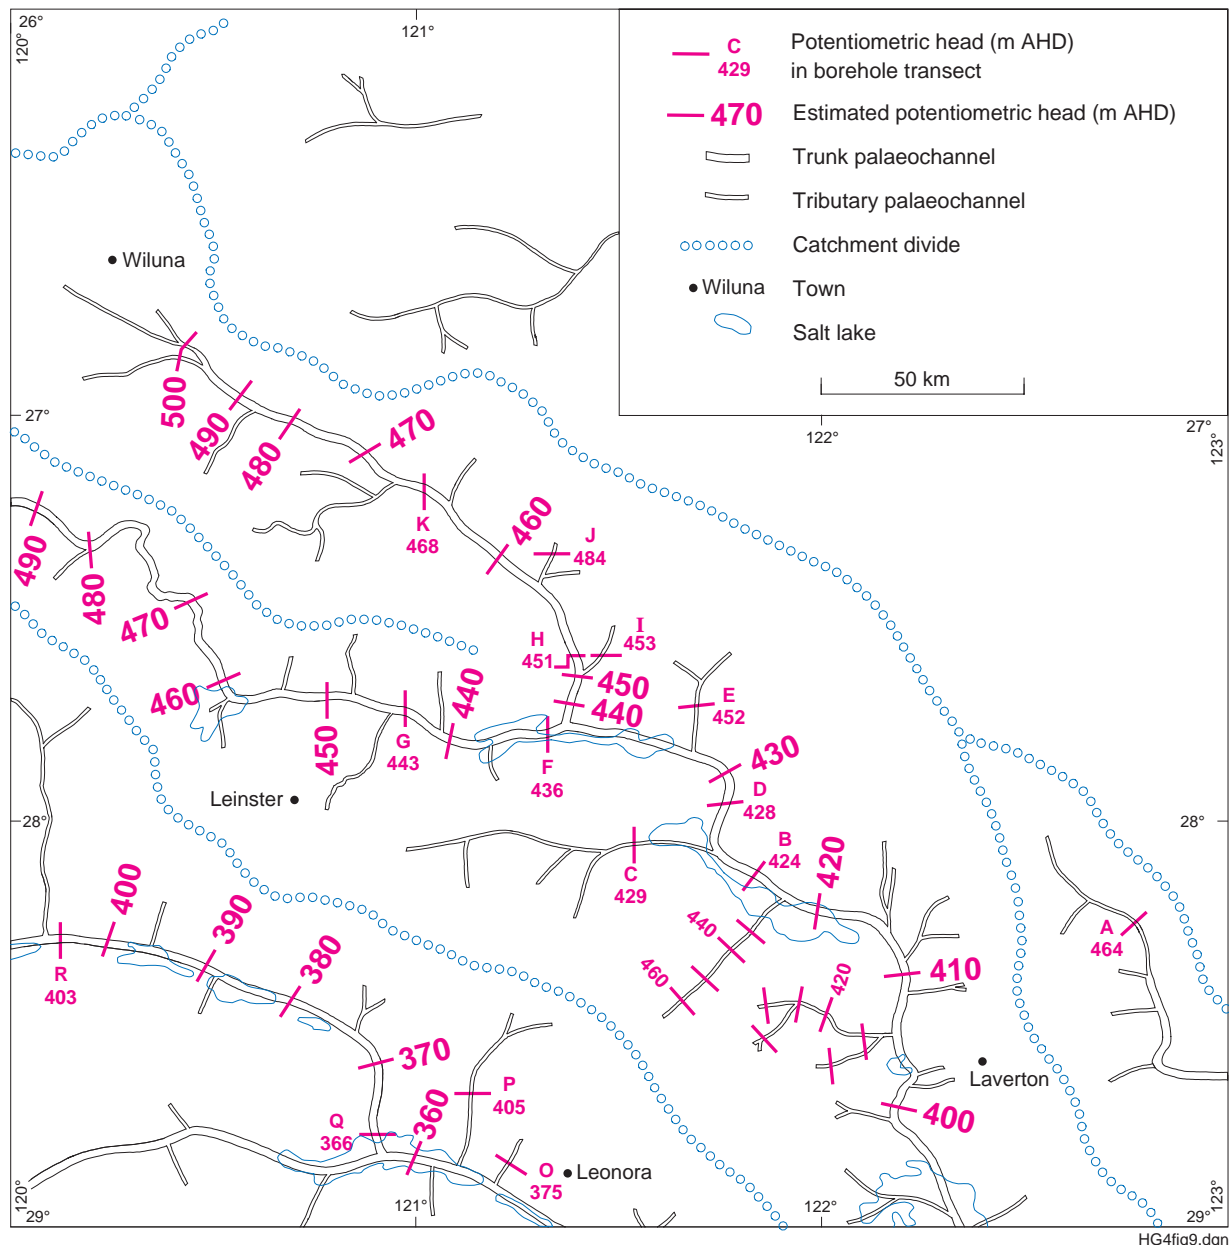 26°
120°
121°
C
429
Potentiometric head (m AHD)
in borehole transect
470
Estimated potentiometric head (m AHD)
Trunk palaeochannel
Tributary palaeochannel
Catchment divide
Wiluna
Town
Salt lake
50 km
Wiluna
27°
122°
27°
123°
500
490
480
470
K
468
460
J
484
490
480
470
460
H
451
I
453
450
440
E
452
450
G
443
440
F
436
430
D
428
Leinster
28°
28°
B
424
C
429
420
440
460
420
410
A
464
400
390
380
R
403
370
360
P
405
Q
366
O
375
Leonora
Laverton
400
120°
29°
121°
122°
29°
123°
HG4fig9.dgn